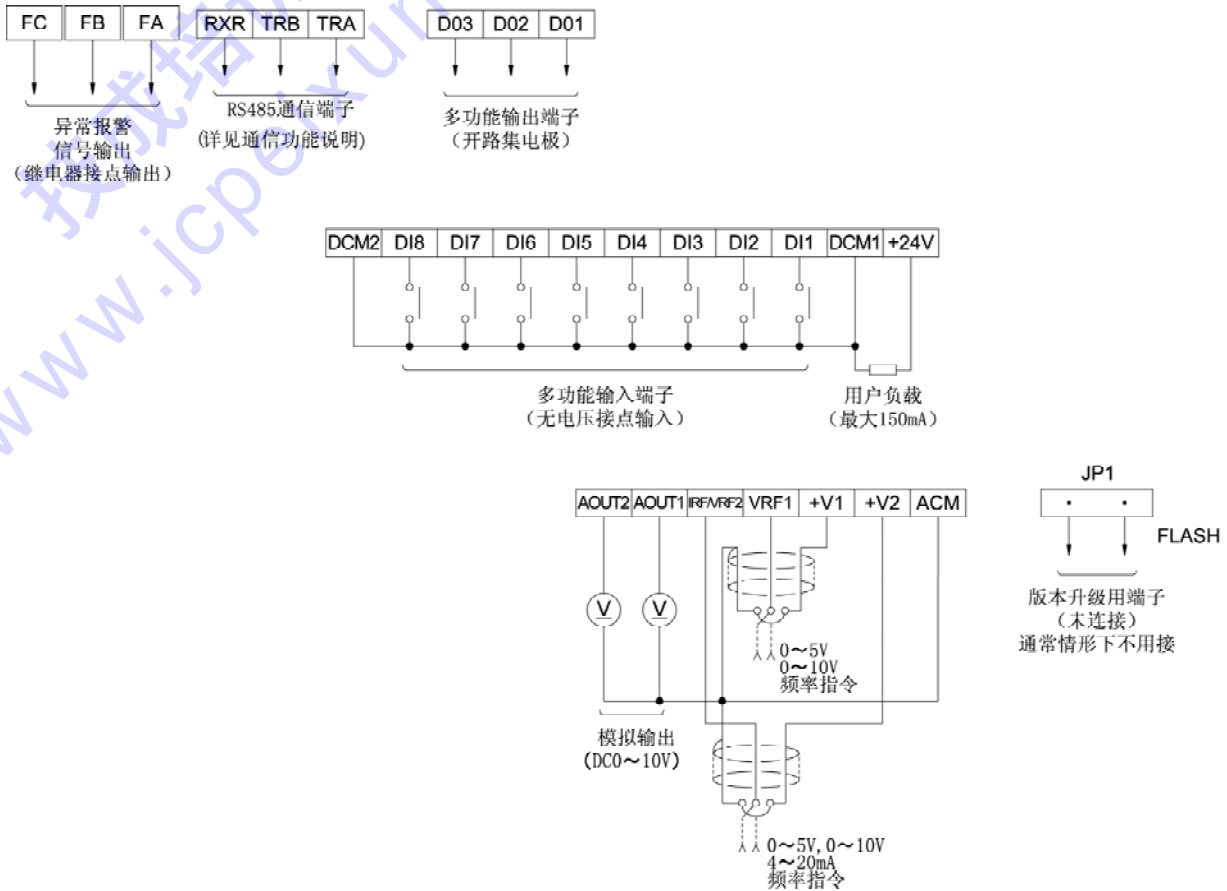 FC FB FA RXR TRB TRA D03 D02 D01
异常报警
信号输出
（继电器接点输出）
RS485通信端子
(详见通信功能说明)
多功能输出端子
（开路集电极）
DCM2 DI8 DI7 DI6 DI5 DI4 DI3 DI2 DI1 DCM1 +24V
多功能输入端子
（无电压接点输入）
用户负载
（最大150mA）
AOUT2 AOUT1 IRF/VRF2 VRF1 +V1 +V2 ACM
JP1
FLASH
版本升级用端子
（未连接）
通常情形下不用接
V V
0～5V
0～10V
频率指令
模拟输出
(DC0～10V)
0～5V,0～10V
4～20mA
频率指令
技成培
www.jcpeixun